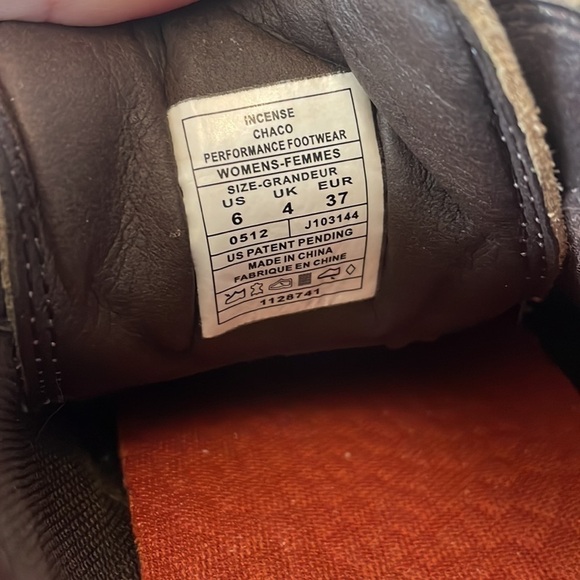 INCENSE
CHACO
PERFORMANCE FOOTWEAR
WOMENS-FEMMES
SIZE-GRANDEUR
US UK EUR
6 4 37
0512 J103144
US PATENT PENDING
MADE IN CHINA
FABRIQUE EN CHINE
1128741